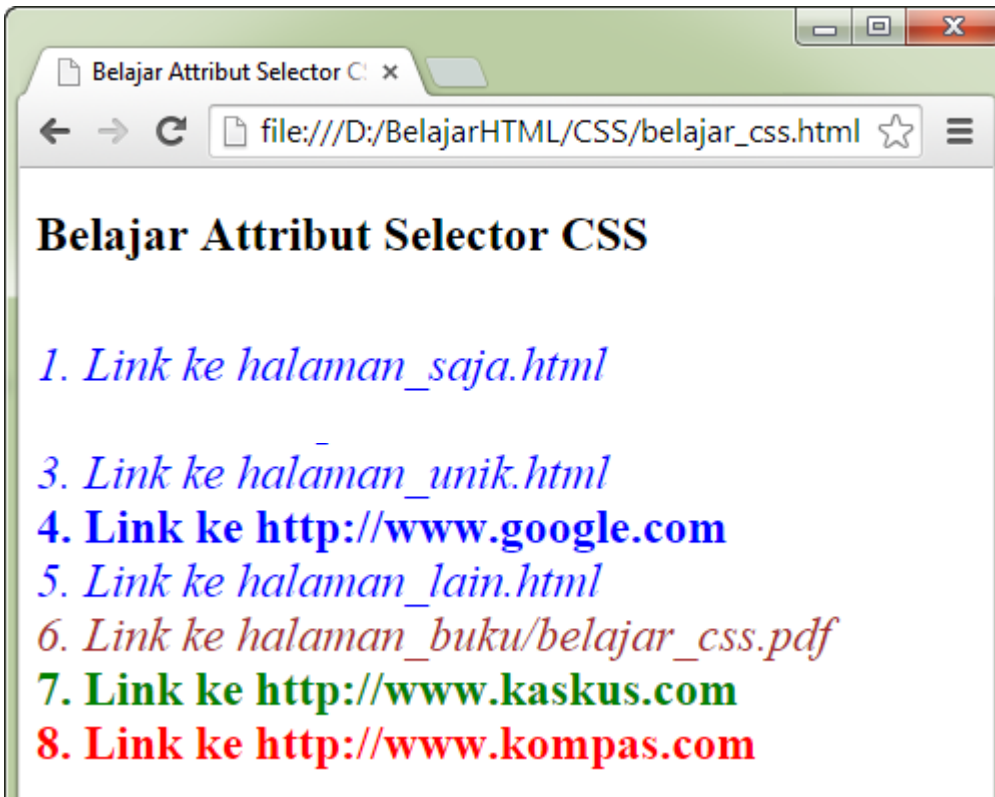 Belajar Attribut Selector C
file:///D:/BelajarHTML/CSS/belajar_css.html
Belajar Attribut Selector CSS
1. Link ke halaman_saja.html
3. Link ke halaman_unik.html
4. Link ke http://www.google.com
5. Link ke halaman_lain.html
6. Link ke halaman_buku/belajar_css.pdf
7. Link ke http://www.kaskus.com
8. Link ke http://www.kompas.com